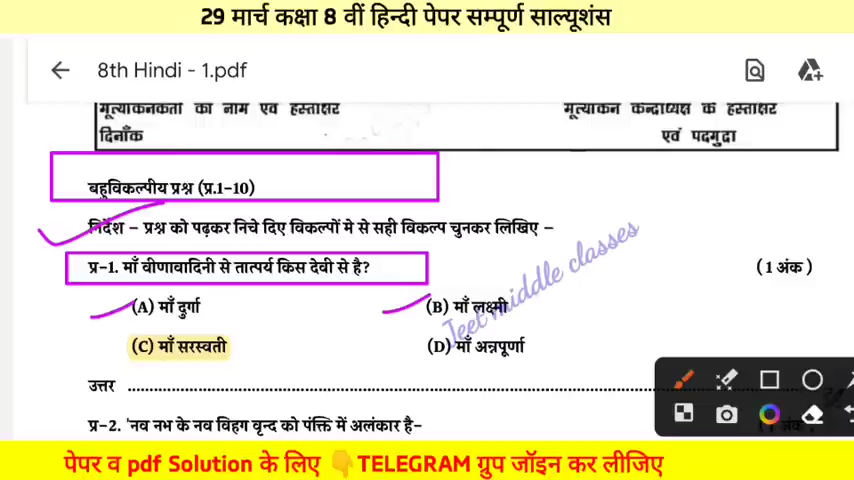 29 मार्च कक्षा 8 वीं हिन्दी पेपर सम्पूर्ण साल्यूशंस
8th Hindi - 1.pdf
मूल्याकनकर्ता का नाम एवं हस्ताक्षर मूल्याकन केन्द्राध्यक्ष के हस्ताक्षर
दिनाँक एवं पदमुद्रा
बहुविकल्पीय प्रश्न (प्र.1-10)
निर्देश - प्रश्न को पढ़कर निचे दिए विकल्पों मे से सही विकल्प चुनकर लिखिए -
प्र-1. माँ वीणावादिनी से तात्पर्य किस देवी से है? (1 अंक)
(A) माँ दुर्गा (B) माँ लक्ष्मी
Jeet middle classes
(C) माँ सरस्वती (D) माँ अन्नपूर्णा
उत्तर
प्र-2. 'नव नभ के नव विहग वृन्द को पंक्ति में अलंकार है- (1 अंक)
पेपर व pdf Solution के लिए 👇TELEGRAM ग्रुप जॉइन कर लीजिए